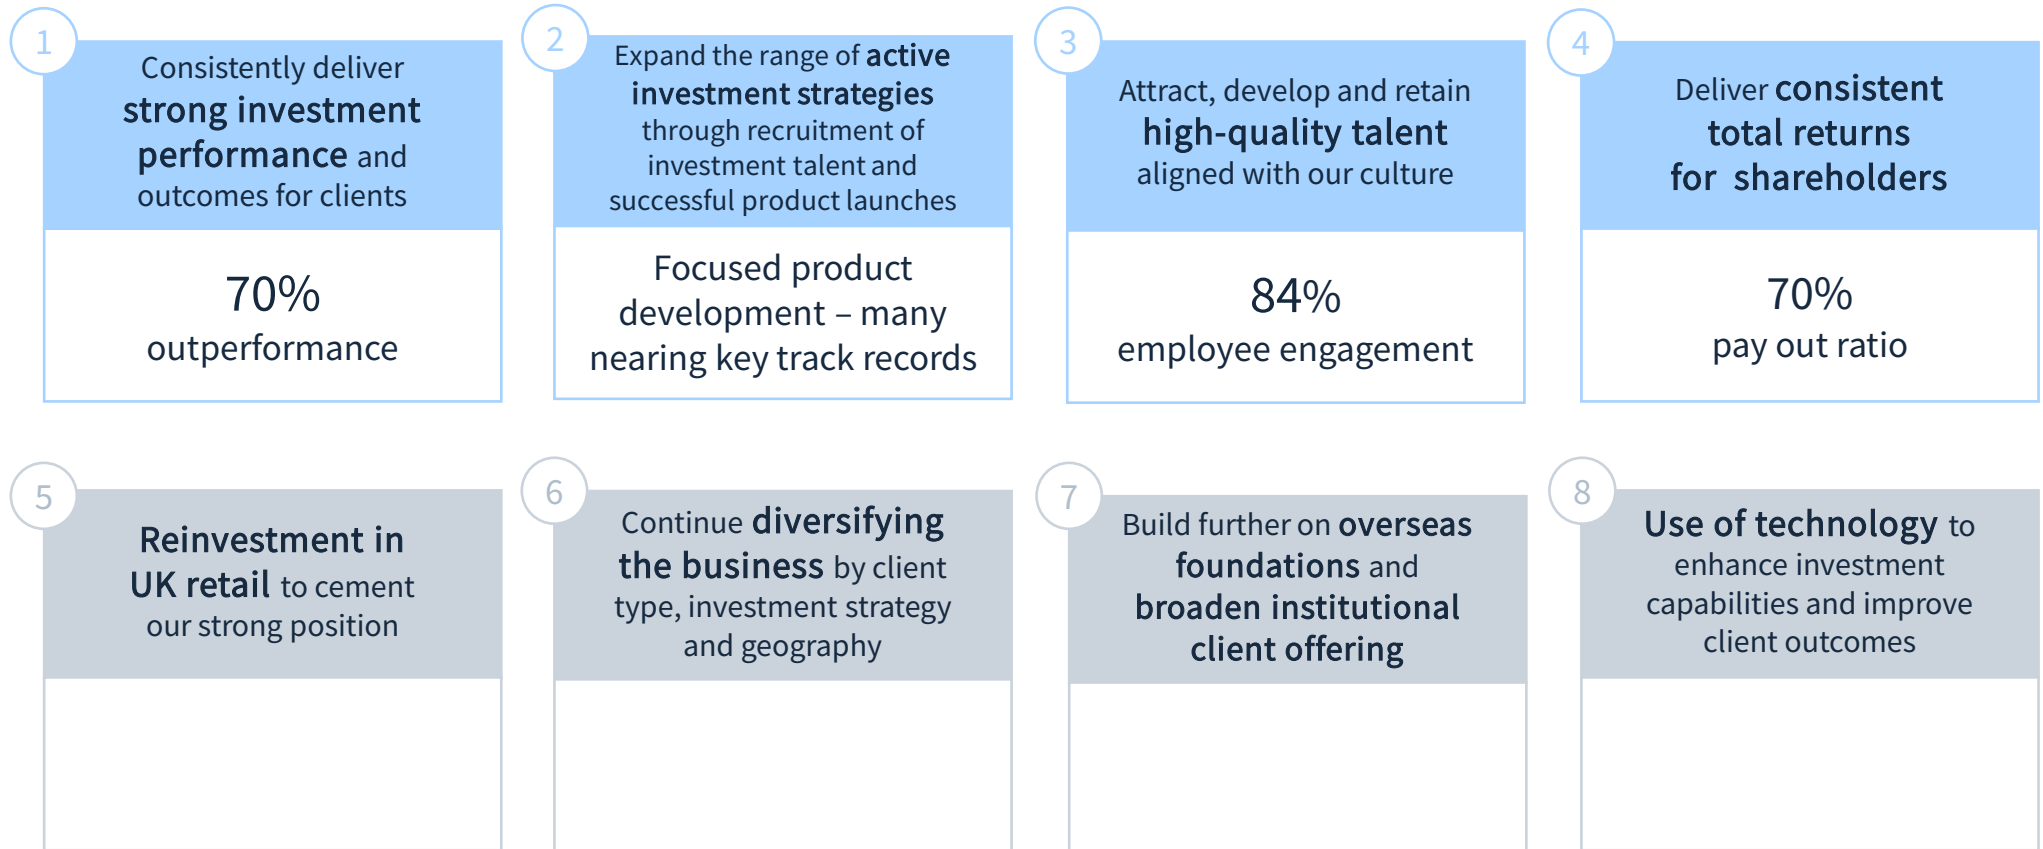 1
Consistently deliver
strong investment
performance and
outcomes for clients
70%
outperformance
2
Expand the range of active
investment strategies
through recruitment of
investment talent and
successful product launches
Focused product
development – many
nearing key track records
3
Attract, develop and retain
high-quality talent
aligned with our culture
84%
employee engagement
4
Deliver consistent
total returns
for shareholders
70%
pay out ratio
5
Reinvestment in
UK retail to cement
our strong position
6
Continue diversifying
the business by client
type, investment strategy
and geography
7
Build further on overseas
foundations and
broaden institutional
client offering
8
Use of technology to
enhance investment
capabilities and improve
client outcomes